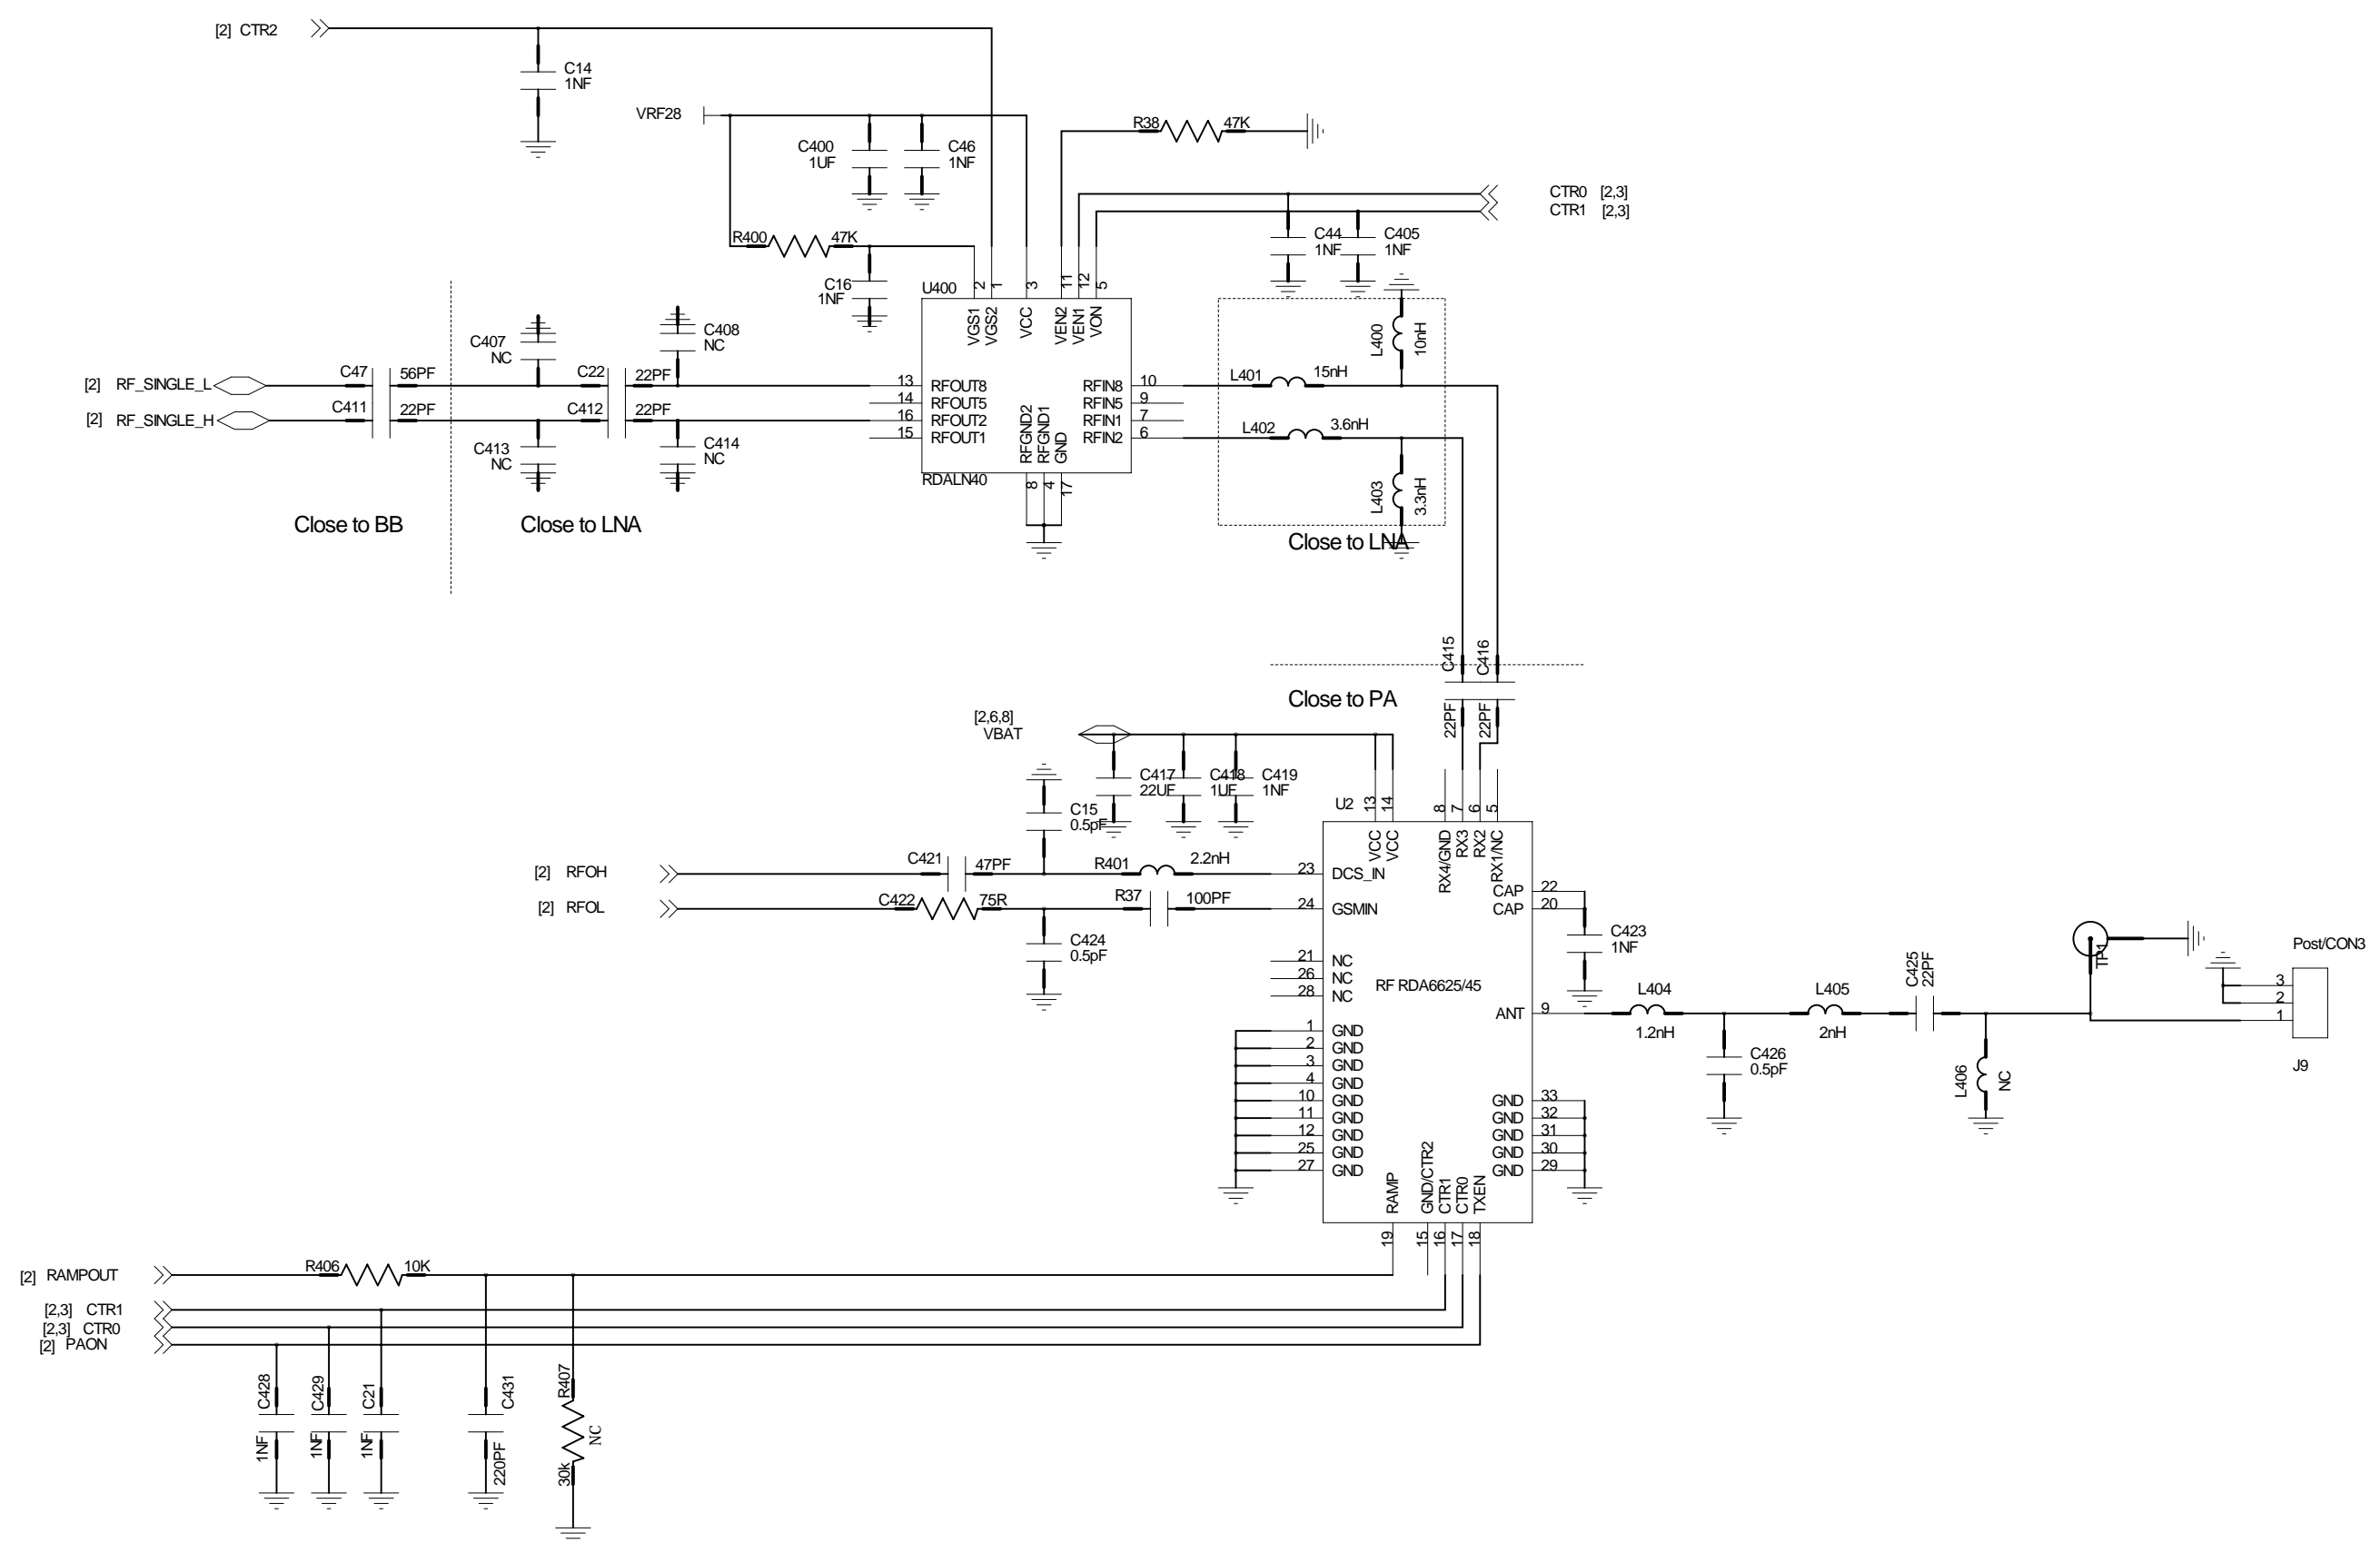 [2] CTR2
C14
1NF
VRF28
C400
1UF
C46
1NF
R38 47K
CTR0 [2,3]
CTR1 [2,3]
R400 47K
C16
1NF
C44
1NF
C405
1NF
U400
2 1 3 11 12 5
VGS1 VGS2 VCC VEN2 VEN1 VON
L400
10nH
C407
NC
C408
NC
[2] RF_SINGLE_L
C47 56PF
C22 22PF
13 RFOUT8
14 RFOUT5
16 RFOUT2
15 RFOUT1
RFIN8 10
RFIN5 9
RFIN1 7
RFIN2 6
L401 15nH
[2] RF_SINGLE_H
C411 22PF
C412 22PF
L402 3.6nH
C413
NC
C414
NC
RFGND2 RFGND1 GND
8 4 17
RDALN40
L403
3.3nH
Close to BB
Close to LNA
Close to LNA
C415
22PF
C416
22PF
Close to PA
[2,6,8]
VBAT
C417
22UF
C418
1UF
C419
1NF
C15
0.5pF
U2
13 14 8 7 6 5
VCC VCC RX4/GND RX3 RX2 RX1/NC
[2] RFOH
C421 47PF
R401 2.2nH
23 DCS_IN
[2] RFOL
C422 75R
R37 100PF
24 GSMIN
C424
0.5pF
CAP 22
CAP 20
C423
1NF
21 NC
26 NC
28 NC
RF RDA6625/45
ANT 9
L404
1.2nH
C426
0.5pF
L405
2nH
C425
22PF
L406
NC
TP1
Post/CON3
3
2
1
J9
1 GND
2 GND
3 GND
4 GND
10 GND
11 GND
12 GND
25 GND
27 GND
GND 33
GND 32
GND 31
GND 30
GND 29
RAMP GND/CTR2 CTR1 CTR0 TXEN
19 15 16 17 18
[2] RAMPOUT
R406 10K
[2,3] CTR1
[2,3] CTR0
[2] PAON
C428
1NF
C429
1NF
C21
1NF
C431
220PF
R407
30k
NC